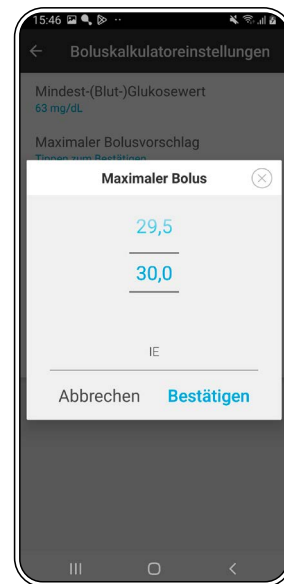 15:46
Boluskalkulatoreinstellungen
Mindest-(Blut-)Glukosewert
63 mg/dL
Maximaler Bolusvorschlag
Tippen zum Bestätigen
Maximaler Bolus
29,5
30,0
IE
Abbrechen Bestätigen